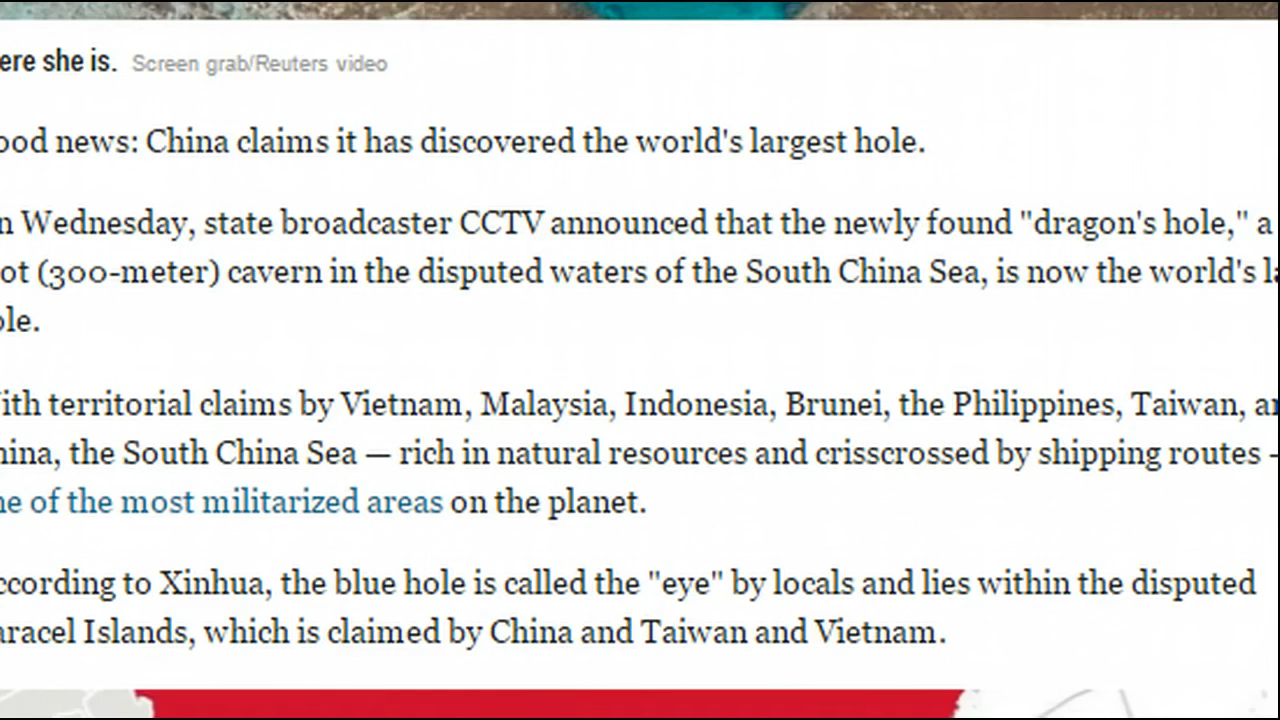 ere she is. Screen grab/Reuters video
ood news: China claims it has discovered the world's largest hole.
n Wednesday, state broadcaster CCTV announced that the newly found "dragon's hole," a
ot (300-meter) cavern in the disputed waters of the South China Sea, is now the world's la
ole.
ith territorial claims by Vietnam, Malaysia, Indonesia, Brunei, the Philippines, Taiwan, an
hina, the South China Sea — rich in natural resources and crisscrossed by shipping routes -
ne of the most militarized areas on the planet.
ccording to Xinhua, the blue hole is called the "eye" by locals and lies within the disputed
aracel Islands, which is claimed by China and Taiwan and Vietnam.